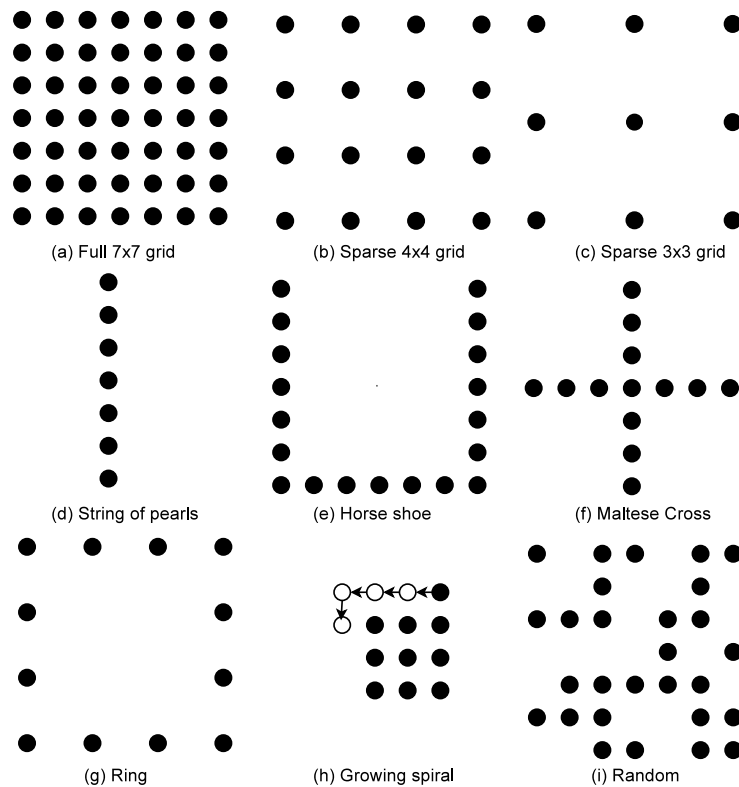 (a) Full 7x7 grid
(b) Sparse 4x4 grid
(c) Sparse 3x3 grid
(d) String of pearls
(e) Horse shoe
(f) Maltese Cross
(g) Ring
(h) Growing spiral
(i) Random